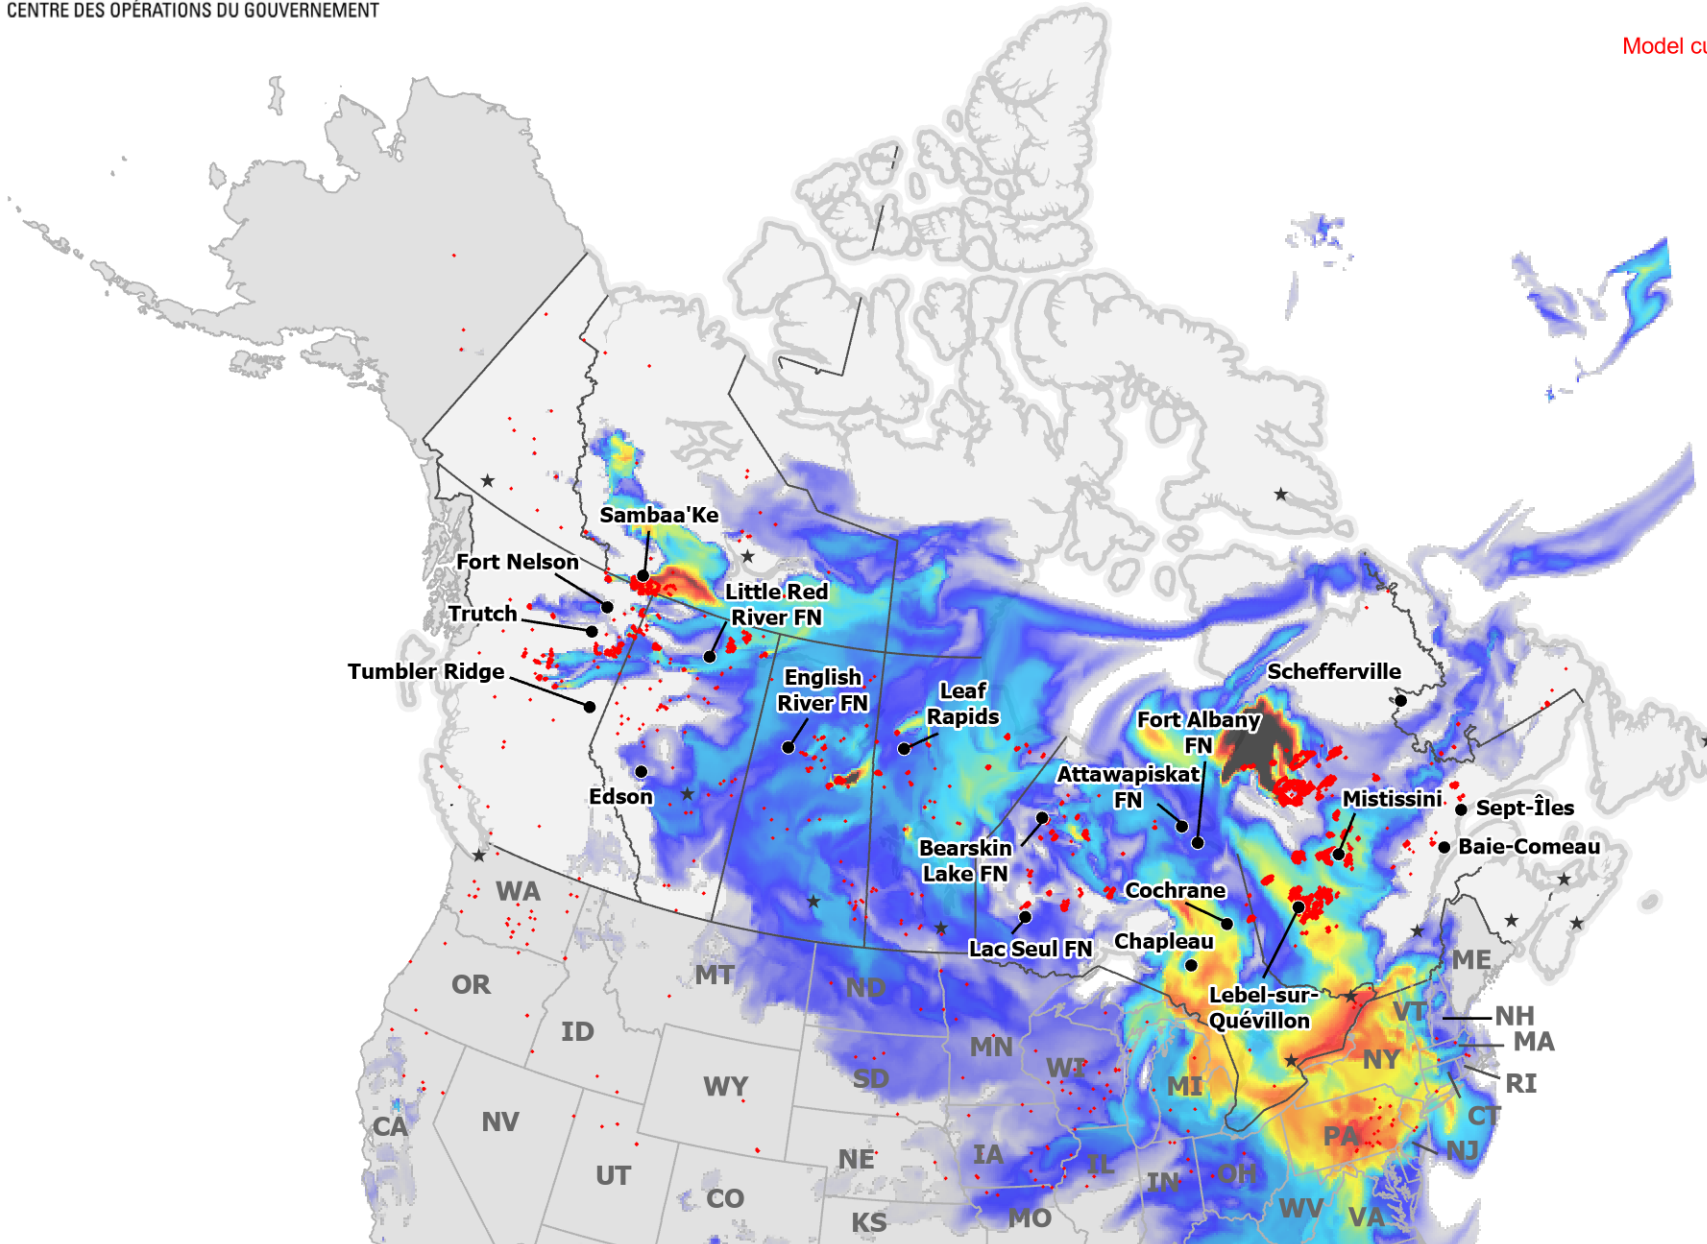 CENTRE DES OPÉRATIONS DU GOUVERNEMENT
Model cu
Sambaa'Ke
Fort Nelson
Little Red
River FN
Trutch
Tumbler Ridge
English
River FN
Leaf
Rapids
Schefferville
Fort Albany
FN
Attawapiskat
FN
Edson
Mistissini
Sept-Îles
Bearskin
Lake FN
Baie-Comeau
Cochrane
Lac Seul FN
Chapleau
Lebel-sur-
Quévillon
WA
OR
MT
ND
ME
ID
MN
WI
VT
NH
MA
SD
NY
RI
WY
MI
CT
CA
NV
PA
NJ
UT
NE
IA
IL
IN
OH
CO
KS
MO
WV
VA